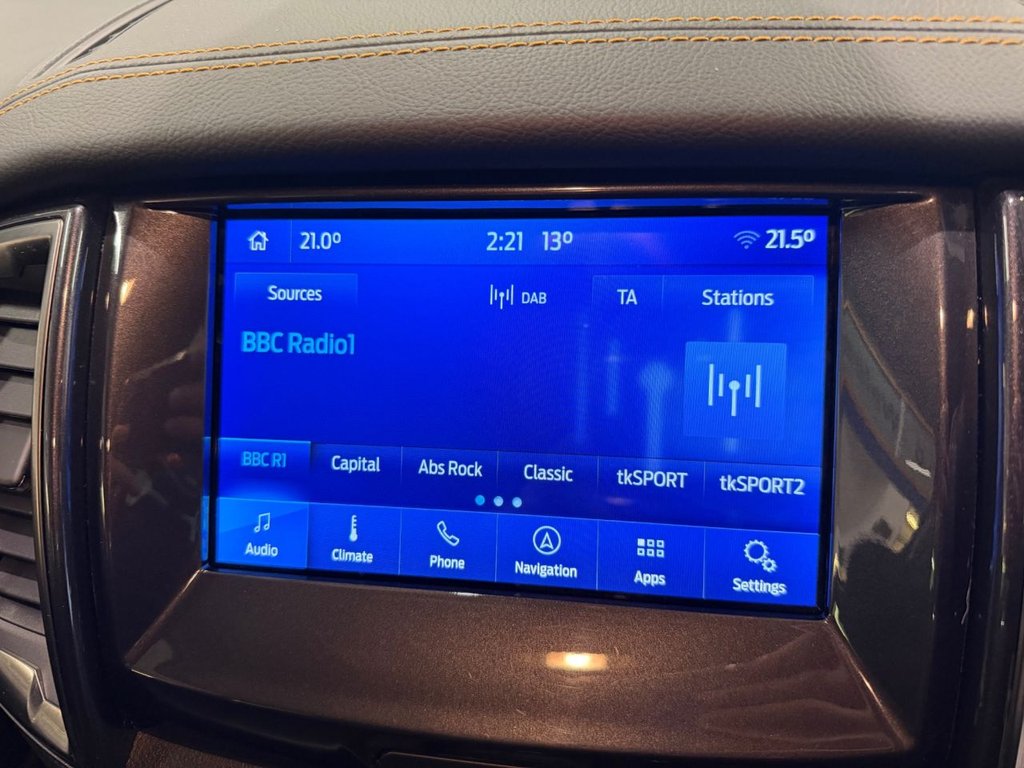 21.0° 2:21 13° 21.5°
Sources DAB TA Stations
BBC Radio1
BBC R1 Capital Abs Rock Classic tkSPORT tkSPORT2
Audio Climate Phone Navigation Apps Settings